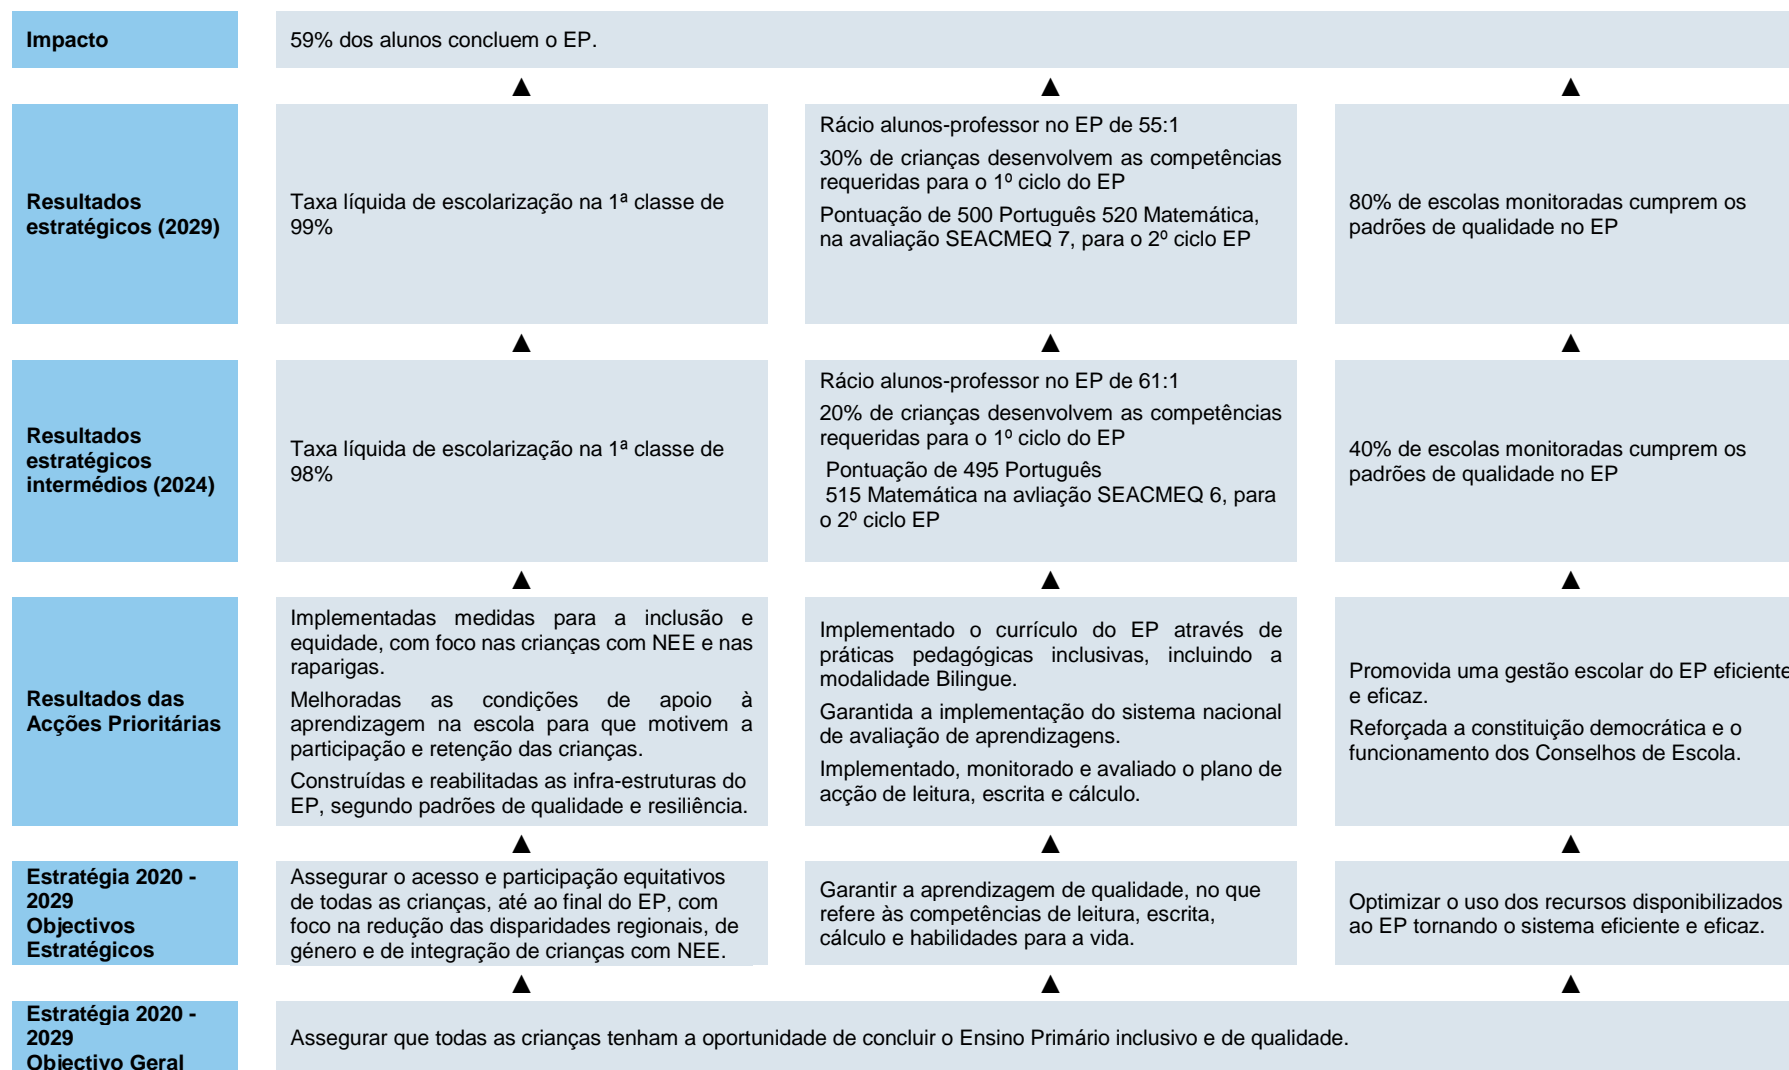 Impacto
59% dos alunos concluem o EP.
▲ ▲ ▲
Resultados
estratégicos (2029)
Taxa líquida de escolarização na 1ª classe de
99%
Rácio alunos-professor no EP de 55:1
30% de crianças desenvolvem as competências
requeridas para o 1º ciclo do EP
Pontuação de 500 Português 520 Matemática,
na avaliação SEACMEQ 7, para o 2º ciclo EP
80% de escolas monitoradas cumprem os
padrões de qualidade no EP
▲ ▲ ▲
Resultados
estratégicos
intermédios (2024)
Taxa líquida de escolarização na 1ª classe de
98%
Rácio alunos-professor no EP de 61:1
20% de crianças desenvolvem as competências
requeridas para o 1º ciclo do EP
Pontuação de 495 Português
515 Matemática na avliação SEACMEQ 6, para
o 2º ciclo EP
40% de escolas monitoradas cumprem os
padrões de qualidade no EP
▲ ▲ ▲
Resultados das
Acções Prioritárias
Implementadas medidas para a inclusão e
equidade, com foco nas crianças com NEE e nas
raparigas.
Melhoradas as condições de apoio à
aprendizagem na escola para que motivem a
participação e retenção das crianças.
Construídas e reabilitadas as infra-estruturas do
EP, segundo padrões de qualidade e resiliência.
Implementado o currículo do EP através de
práticas pedagógicas inclusivas, incluindo a
modalidade Bilingue.
Garantida a implementação do sistema nacional
de avaliação de aprendizagens.
Implementado, monitorado e avaliado o plano de
acção de leitura, escrita e cálculo.
Promovida uma gestão escolar do EP eficiente
e eficaz.
Reforçada a constituição democrática e o
funcionamento dos Conselhos de Escola.
▲ ▲ ▲
Estratégia 2020 -
2029
Objectivos
Estratégicos
Assegurar o acesso e participação equitativos
de todas as crianças, até ao final do EP, com
foco na redução das disparidades regionais, de
género e de integração de crianças com NEE.
Garantir a aprendizagem de qualidade, no que
refere às competências de leitura, escrita,
cálculo e habilidades para a vida.
Optimizar o uso dos recursos disponibilizados
ao EP tornando o sistema eficiente e eficaz.
▲ ▲ ▲
Estratégia 2020 -
2029
Objectivo Geral
Assegurar que todas as crianças tenham a oportunidade de concluir o Ensino Primário inclusivo e de qualidade.